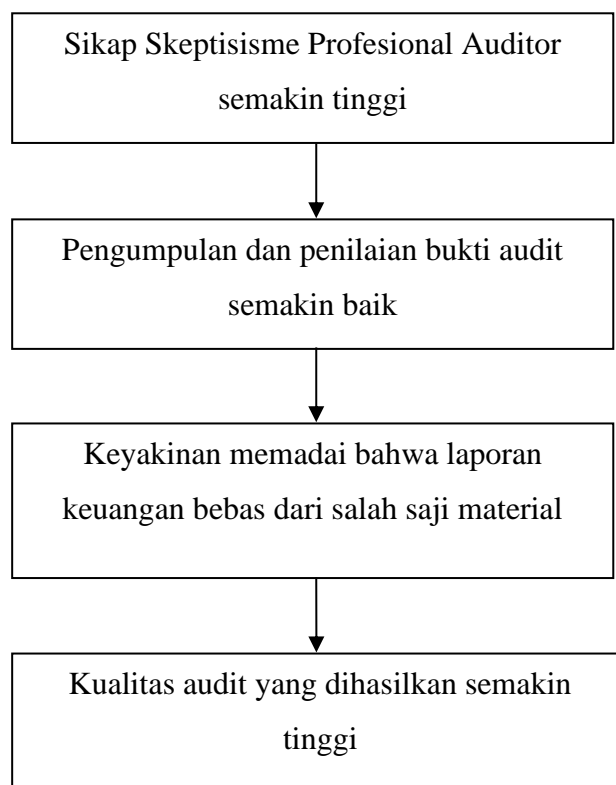 Sikap Skeptisisme Profesional Auditor
semakin tinggi
Pengumpulan dan penilaian bukti audit
semakin baik
Keyakinan memadai bahwa laporan
keuangan bebas dari salah saji material
Kualitas audit yang dihasilkan semakin
tinggi